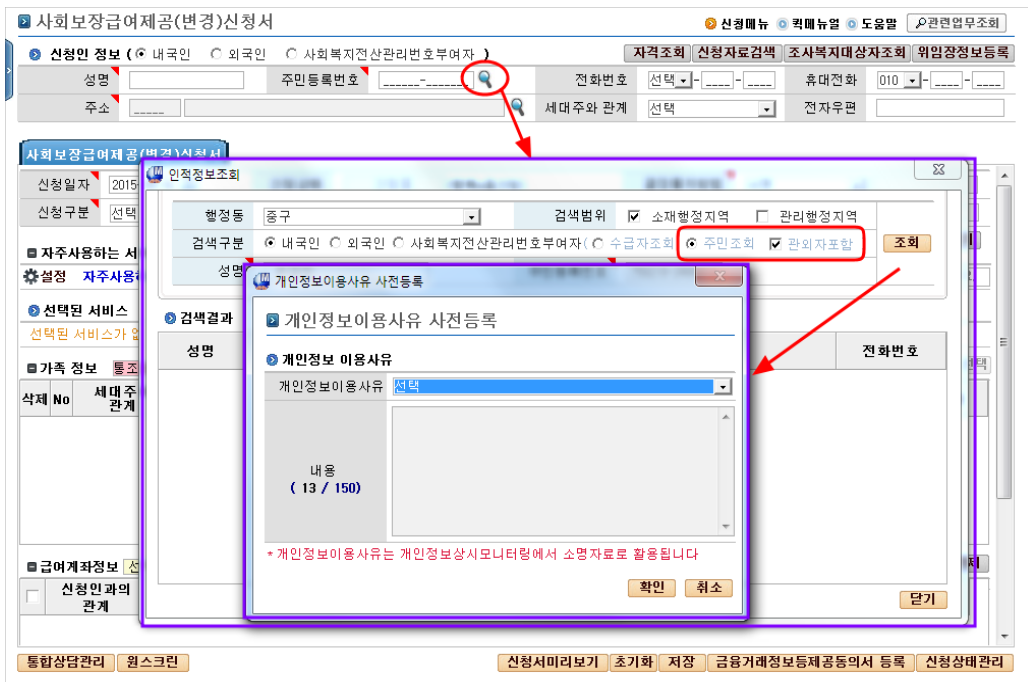 사회보장급여제공(변경)신청서
신청메뉴 퀵메뉴얼 도움말 관련업무조회
신청인 정보 ( 내국인 외국인 사회복지전산관리번호부여자 ) 자격조회 신청자료검색 조사복지대상자조회 위임장정보등록
성명 주민등록번호 ______-_______ 전화번호 선택 -____-____ 휴대전화 010 -____-____
주소 _____ 세대주와 관계 선택 전자우편
사회보장급여제공(변경)신청서
신청일자 2015
신청구분 선택
자주사용하는 서
설정 자주사용
선택된 서비스
선택된 서비스가 없
가족 정보 통조
삭제 No 세대주 관계
급여계좌정보
신청인과의 관계
인적정보조회
행정동 중구 검색범위 소재행정지역 관리행정지역
검색구분 내국인 외국인 사회복지전산관리번호부여자( 수급자조회 주민조회 관외자포함 조회
성명
검색결과
성명 전화번호
닫기
개인정보이용사유 사전등록
개인정보이용사유 사전등록
개인정보 이용사유
개인정보이용사유 선택
내용
( 13 / 150)
* 개인정보이용사유는 개인정보상시모니터링에서 소명자료로 활용됩니다
확인 취소
통합상담관리 원스크린 신청서미리보기 초기화 저장 금융거래정보등제공동의서 등록 신청상태관리